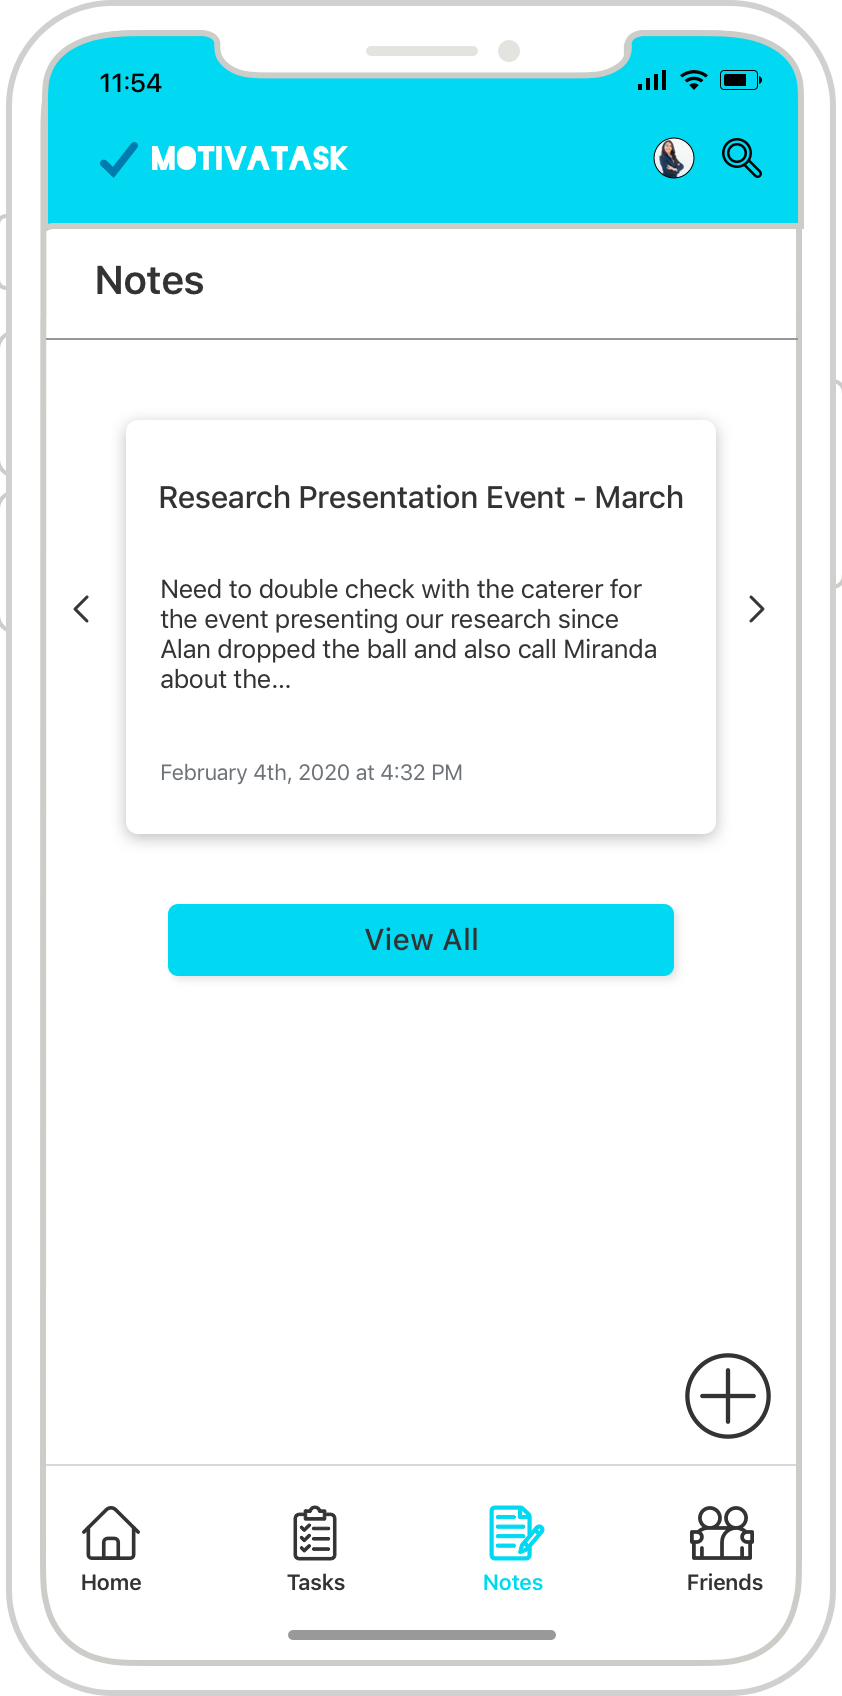 11:54
MOTIVATASK
Notes
Research Presentation Event - March
Need to double check with the caterer for
the event presenting our research since
Alan dropped the ball and also call Miranda
about the...
February 4th, 2020 at 4:32 PM
View All
Home
Tasks
Notes
Friends